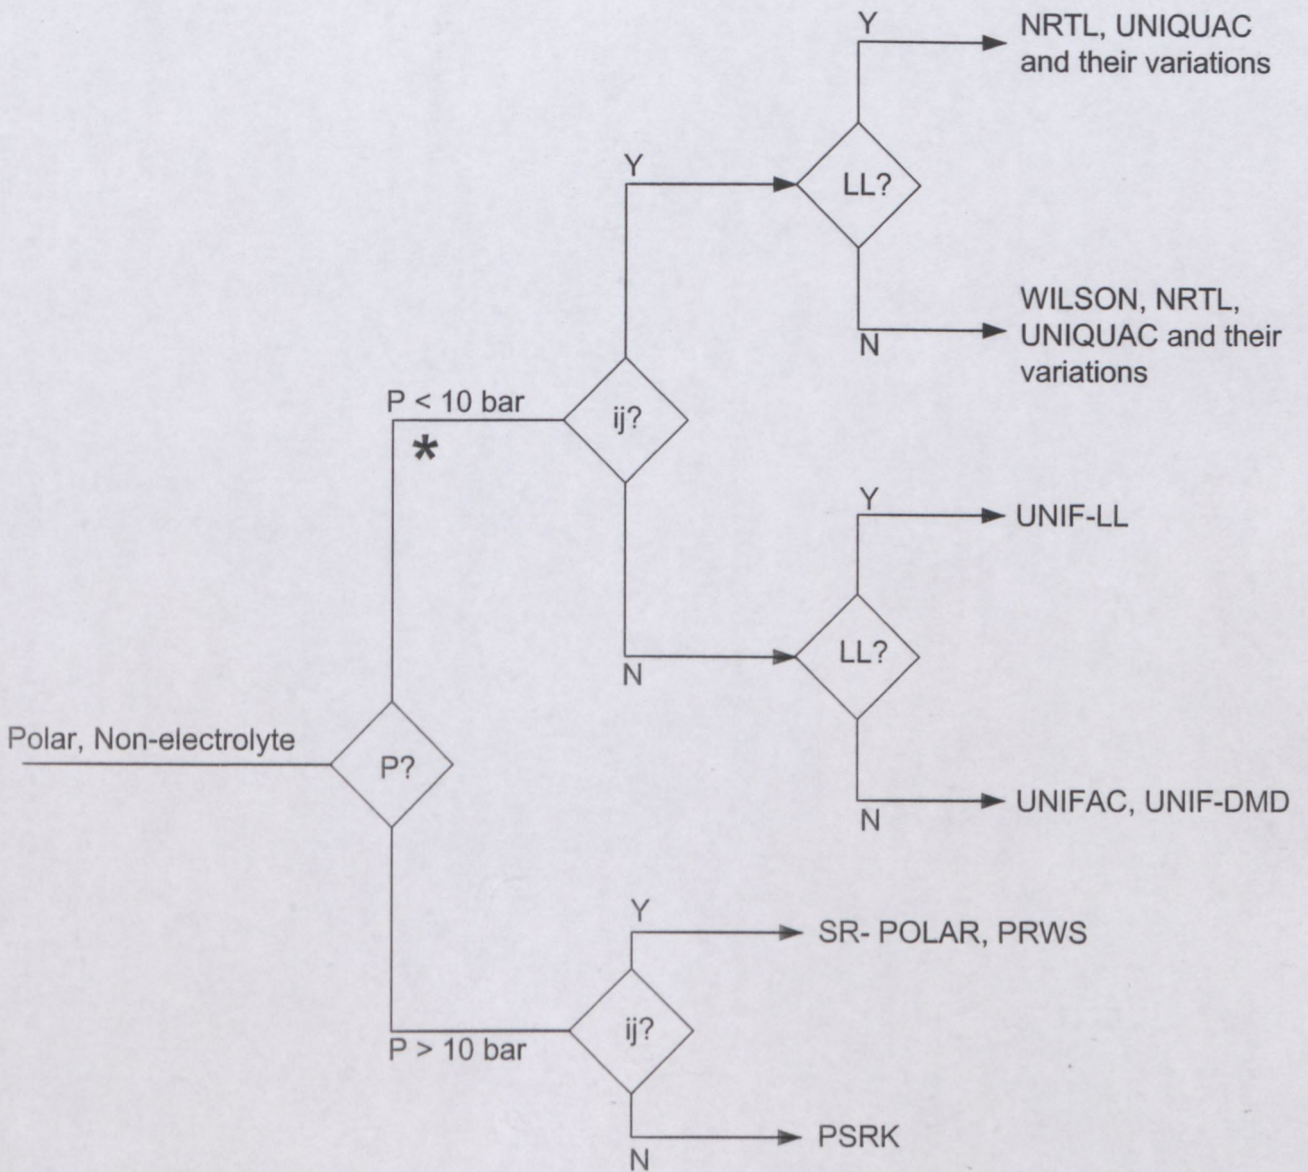 Y
NRTL, UNIQUAC
and their variations
Y
LL?
N
WILSON, NRTL,
UNIQUAC and their
variations
P < 10 bar
*
ij?
Y
UNIF-LL
N
LL?
Polar, Non-electrolyte
P?
N
UNIFAC, UNIF-DMD
Y
SR- POLAR, PRWS
ij?
P > 10 bar
N
PSRK